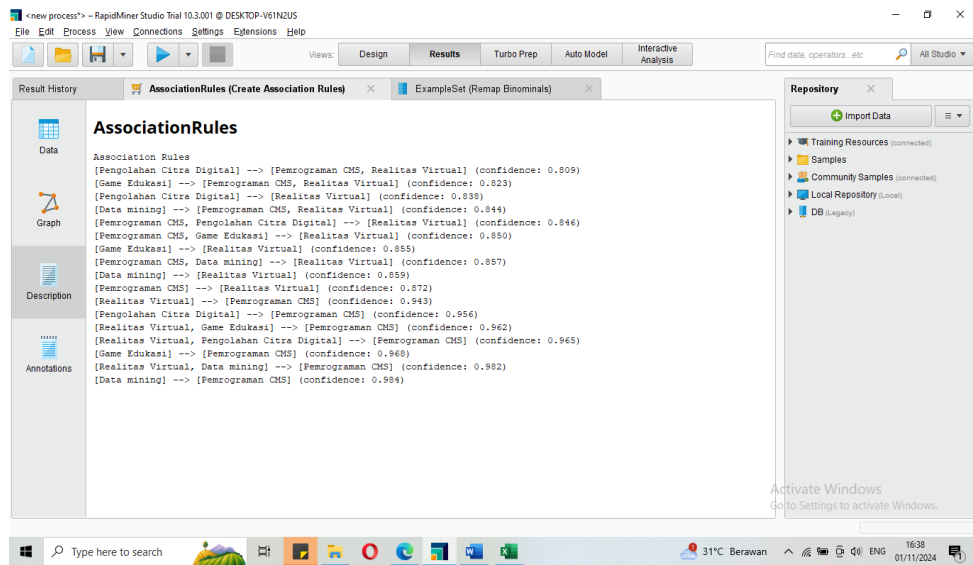 <new process*> – RapidMiner Studio Trial 10.3.001 @ DESKTOP-V61N2US
File Edit Process View Connections Settings Extensions Help
Views: Design Results Turbo Prep Auto Model Interactive Analysis
Find data, operators...etc All Studio
Result History AssociationRules (Create Association Rules) ExampleSet (Remap Binominals)
Repository
Import Data
Training Resources (connected)
Samples
Community Samples (connected)
Local Repository (Local)
DB (Legacy)
Data
Graph
Description
Annotations
AssociationRules
Association Rules
[Pengolahan Citra Digital] --> [Pemrograman CMS, Realitas Virtual] (confidence: 0.809)
[Game Edukasi] --> [Pemrograman CMS, Realitas Virtual] (confidence: 0.823)
[Pengolahan Citra Digital] --> [Realitas Virtual] (confidence: 0.838)
[Data mining] --> [Pemrograman CMS, Realitas Virtual] (confidence: 0.844)
[Pemrograman CMS, Pengolahan Citra Digital] --> [Realitas Virtual] (confidence: 0.846)
[Pemrograman CMS, Game Edukasi] --> [Realitas Virtual] (confidence: 0.850)
[Game Edukasi] --> [Realitas Virtual] (confidence: 0.855)
[Pemrograman CMS, Data mining] --> [Realitas Virtual] (confidence: 0.857)
[Data mining] --> [Realitas Virtual] (confidence: 0.859)
[Pemrograman CMS] --> [Realitas Virtual] (confidence: 0.872)
[Realitas Virtual] --> [Pemrograman CMS] (confidence: 0.943)
[Pengolahan Citra Digital] --> [Pemrograman CMS] (confidence: 0.956)
[Realitas Virtual, Game Edukasi] --> [Pemrograman CMS] (confidence: 0.962)
[Realitas Virtual, Pengolahan Citra Digital] --> [Pemrograman CMS] (confidence: 0.965)
[Game Edukasi] --> [Pemrograman CMS] (confidence: 0.968)
[Realitas Virtual, Data mining] --> [Pemrograman CMS] (confidence: 0.982)
[Data mining] --> [Pemrograman CMS] (confidence: 0.984)
Activate Windows
Go to Settings to activate Windows.
Type here to search
31°C Berawan
ENG
16:38
01/11/2024